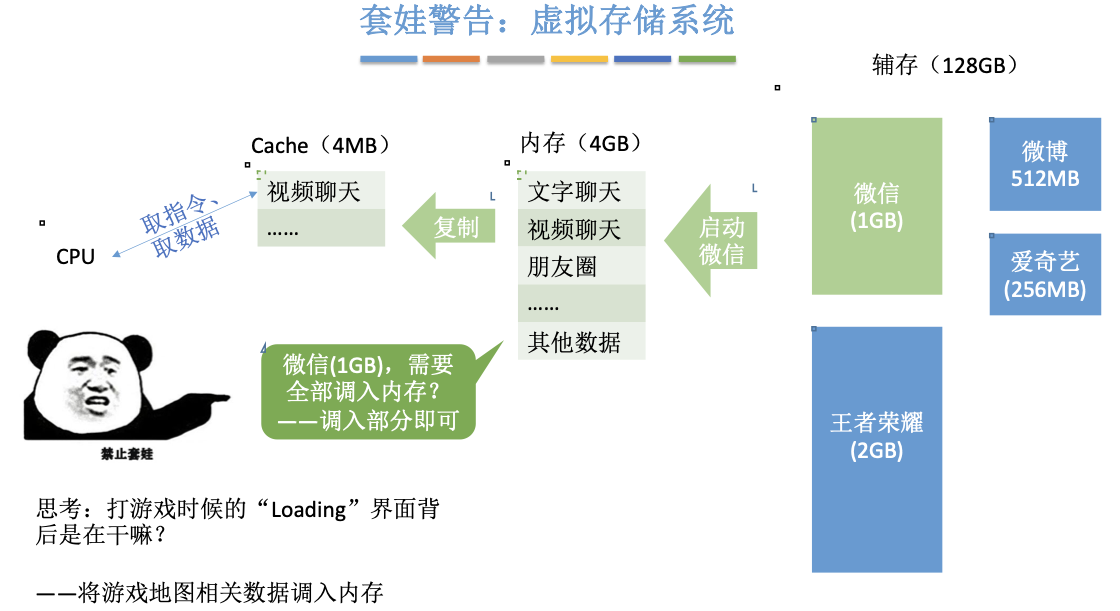 套娃警告：虚拟存储系统
辅存（128GB）
Cache（4MB）
内存（4GB）
视频聊天
……
取指令、
取数据
CPU
复制
文字聊天
视频聊天
朋友圈
……
其他数据
启动
微信
微信
(1GB)
微博
512MB
爱奇艺
(256MB)
王者荣耀
(2GB)
微信(1GB)，需要
全部调入内存？
——调入部分即可
禁止套娃
思考：打游戏时候的“Loading”界面背
后是在干嘛？
——将游戏地图相关数据调入内存